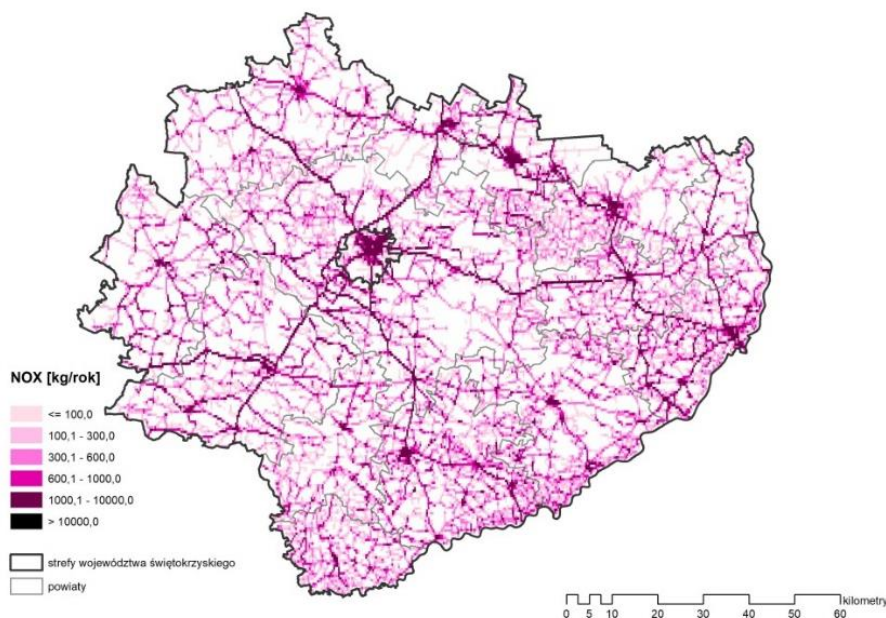 NOX [kg/rok]
<= 100,0
100,1 - 300,0
300,1 - 600,0
600,1 - 1000,0
1000,1 - 10000,0
> 10000,0
strefy województwa świętokrzyskiego
powiaty
kilometry
0 5 10 20 30 40 50 60